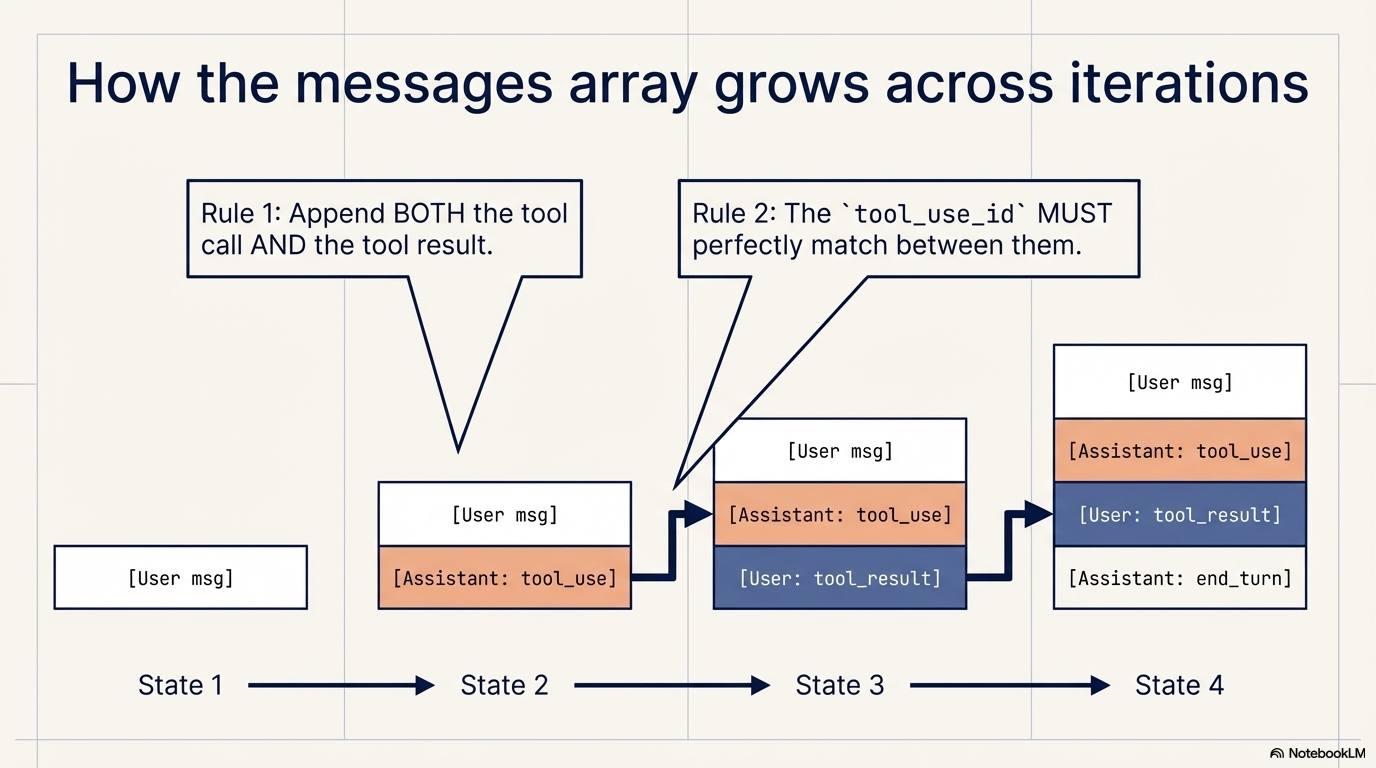 How the messages array grows across iterations
Rule 1: Append BOTH the tool
call AND the tool result.
Rule 2: The `tool_use_id` MUST
perfectly match between them.
[User msg]
[User msg]
[Assistant: tool_use]
[User msg]
[Assistant: tool_use]
[User: tool_result]
[User msg]
[Assistant: tool_use]
[User: tool_result]
[Assistant: end_turn]
State 1
State 2
State 3
State 4
NotebookLM